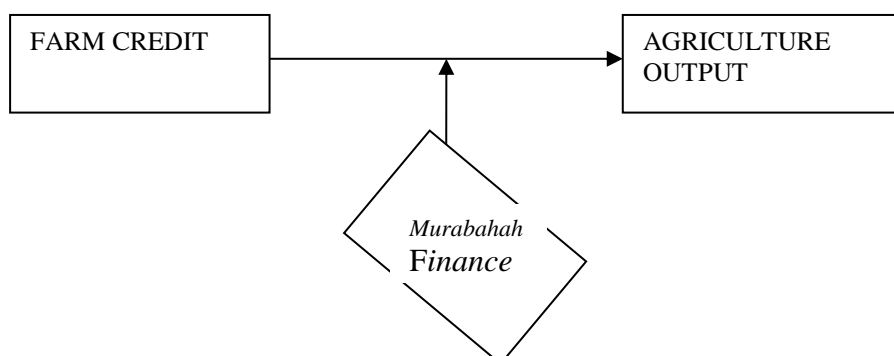 FARM CREDIT
AGRICULTURE
OUTPUT
Murabahah
Finance